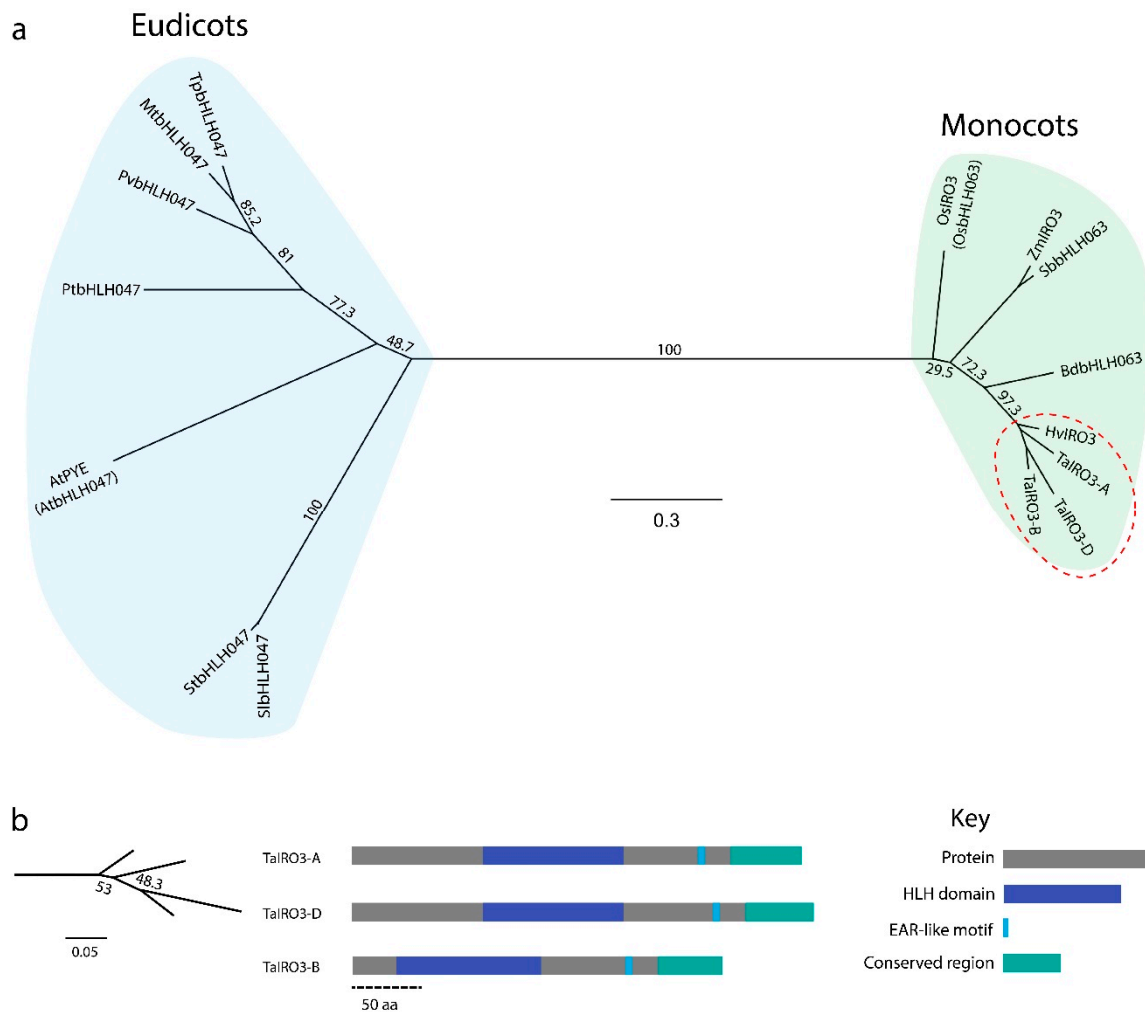 a
Eudicots
Monocots
TpbHLH047
MtbHLH047
PvbHLH047
85.2
81
PtbHLH047
77.3
48.7
AtPYE
(AtbHLH047)
100
StbHLH047
SlbHLH047
100
OsIRO3
(OsbHLH063)
ZmIRO3
SbbHLH063
29.5
72.3
BdbHLH063
97.3
HvIRO3
TaIRO3-A
TaIRO3-D
TaIRO3-B
0.3
b
53
48.3
0.05
TaIRO3-A
TaIRO3-D
TaIRO3-B
50 aa
Key
Protein
HLH domain
EAR-like motif
Conserved region